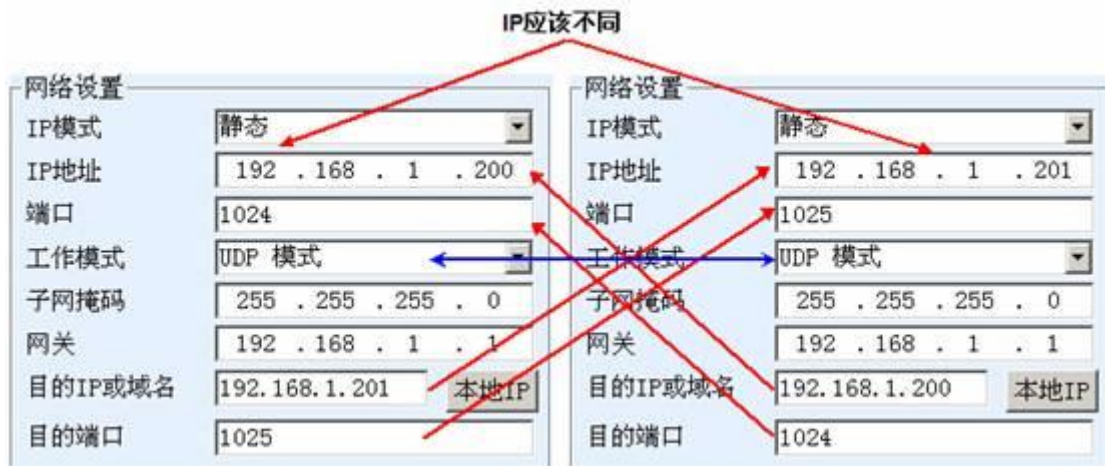 IP应该不同
网络设置
IP模式 静态
IP地址 192 .168 . 1 .200
端口 1024
工作模式 UDP 模式
子网掩码 255 .255 .255 . 0
网关 192 .168 . 1 . 1
目的IP或域名 192.168.1.201 本地IP
目的端口 1025
网络设置
IP模式 静态
IP地址 192 .168 . 1 .201
端口 1025
工作模式 UDP 模式
子网掩码 255 .255 .255 . 0
网关 192 .168 . 1 . 1
目的IP或域名 192.168.1.200 本地IP
目的端口 1024